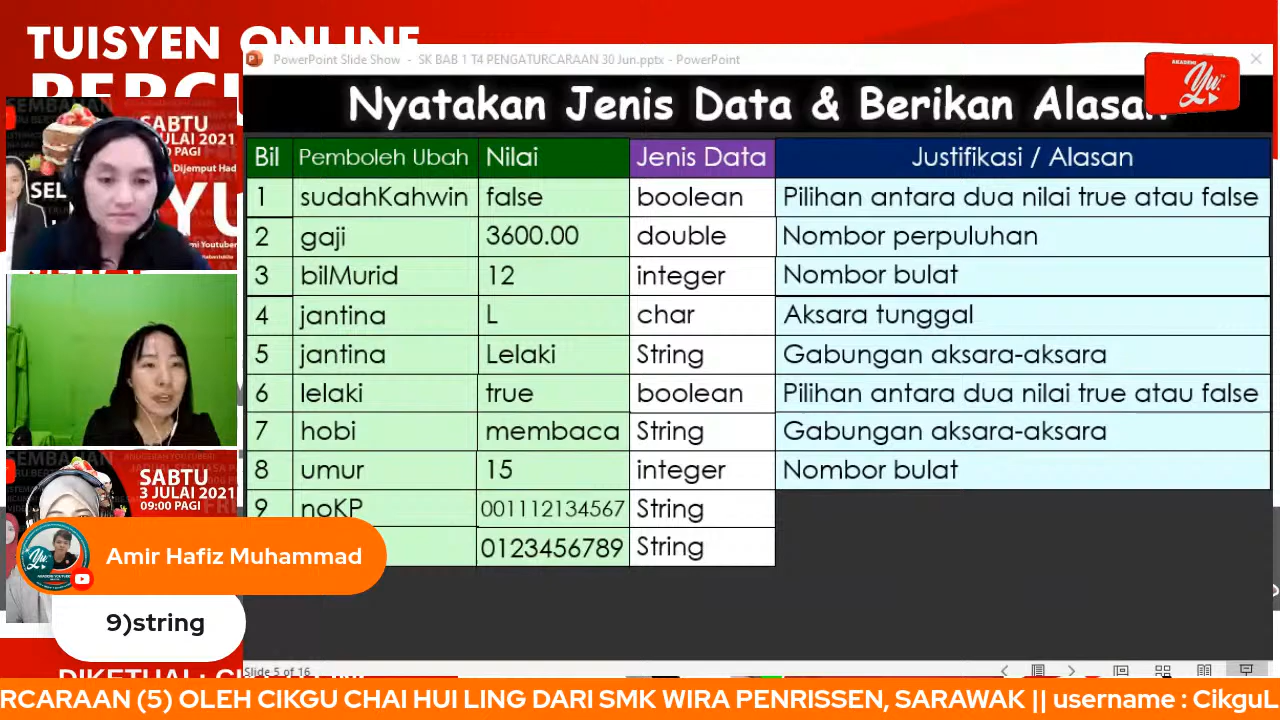 TUISYEN ONLINE
PowerPoint Slide Show - SK BAB 1 T4 PENGATURCARAAN 30 Jun.pptx - PowerPoint
Nyatakan Jenis Data & Berikan Alasan
Bil Pemboleh Ubah Nilai Jenis Data Justifikasi / Alasan
1 sudahKahwin false boolean Pilihan antara dua nilai true atau false
2 gaji 3600.00 double Nombor perpuluhan
3 bilMurid 12 integer Nombor bulat
4 jantina L char Aksara tunggal
5 jantina Lelaki String Gabungan aksara-aksara
6 lelaki true boolean Pilihan antara dua nilai true atau false
7 hobi membaca String Gabungan aksara-aksara
8 umur 15 integer Nombor bulat
9 noKP 001112134567 String
0123456789 String
SABTU
JULAI 2021
PAGI
Dijemput Had
SABTU
3 JULAI 2021
09:00 PAGI
Amir Hafiz Muhammad
9)string
Slide 5 of 16
RCARAAN (5) OLEH CIKGU CHAI HUI LING DARI SMK WIRA PENRISSEN, SARAWAK || username : CikguL